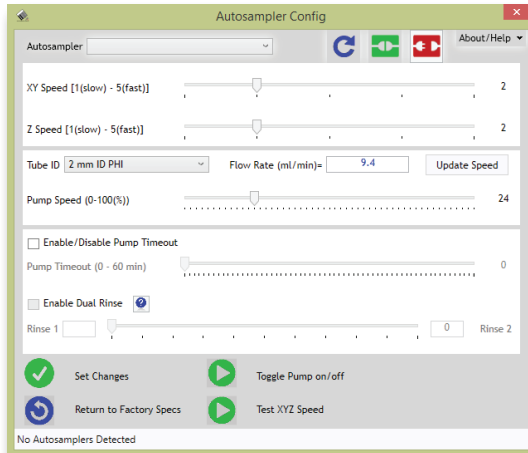 Autosampler Config
Autosampler
About/Help
XY Speed [1(slow) - 5(fast)] 2
Z Speed [1(slow) - 5(fast)] 2
Tube ID 2 mm ID PHI Flow Rate (ml/min)= 9.4 Update Speed
Pump Speed (0-100(%)) 24
Enable/Disable Pump Timeout
Pump Timeout (0 - 60 min) 0
Enable Dual Rinse ?
Rinse 1 0 Rinse 2
Set Changes Toggle Pump on/off
Return to Factory Specs Test XYZ Speed
No Autosamplers Detected